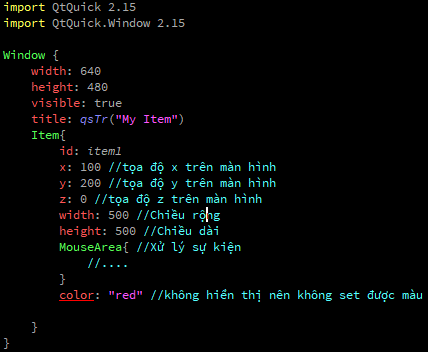 import QtQuick 2.15
import QtQuick.Window 2.15
Window {
width: 640
height: 480
visible: true
title: qsTr("My Item")
Item{
id: item1
x: 100 //tọa độ x trên màn hình
y: 200 //tọa độ y trên màn hình
z: 0 //tọa độ z trên màn hình
width: 500 //Chiều rộng
height: 500 //Chiều dài
MouseArea{ //Xử lý sự kiện
//....
}
color: "red" //không hiển thị nên không set được màu
}
}